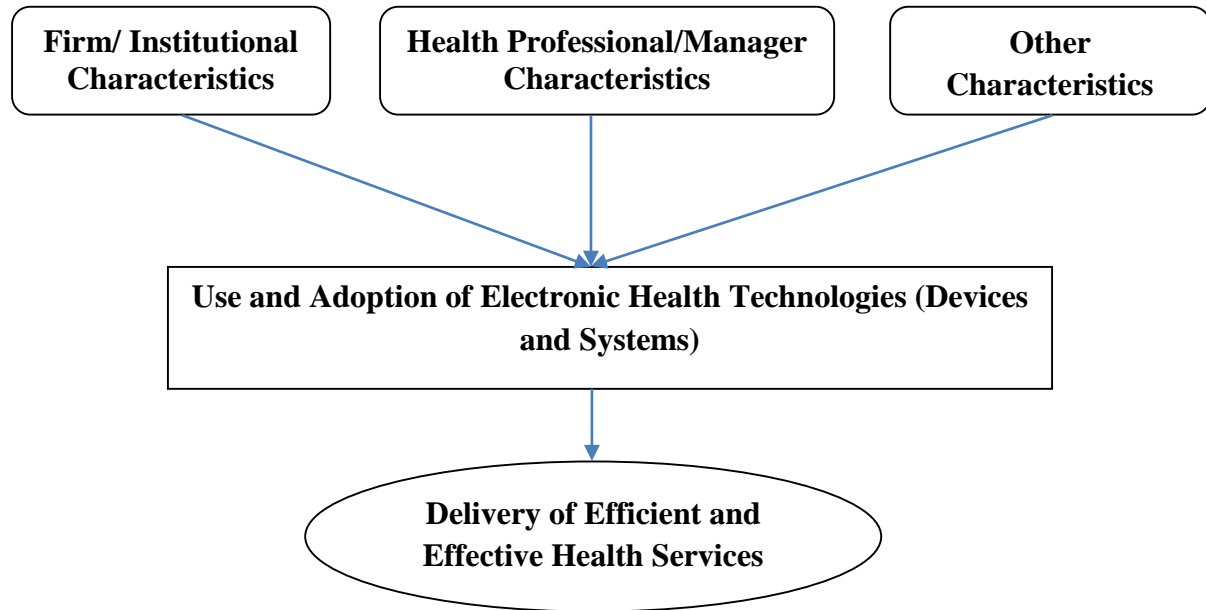 Firm/ Institutional
Characteristics
Health Professional/Manager
Characteristics
Other
Characteristics
Use and Adoption of Electronic Health Technologies (Devices
and Systems)
Delivery of Efficient and
Effective Health Services